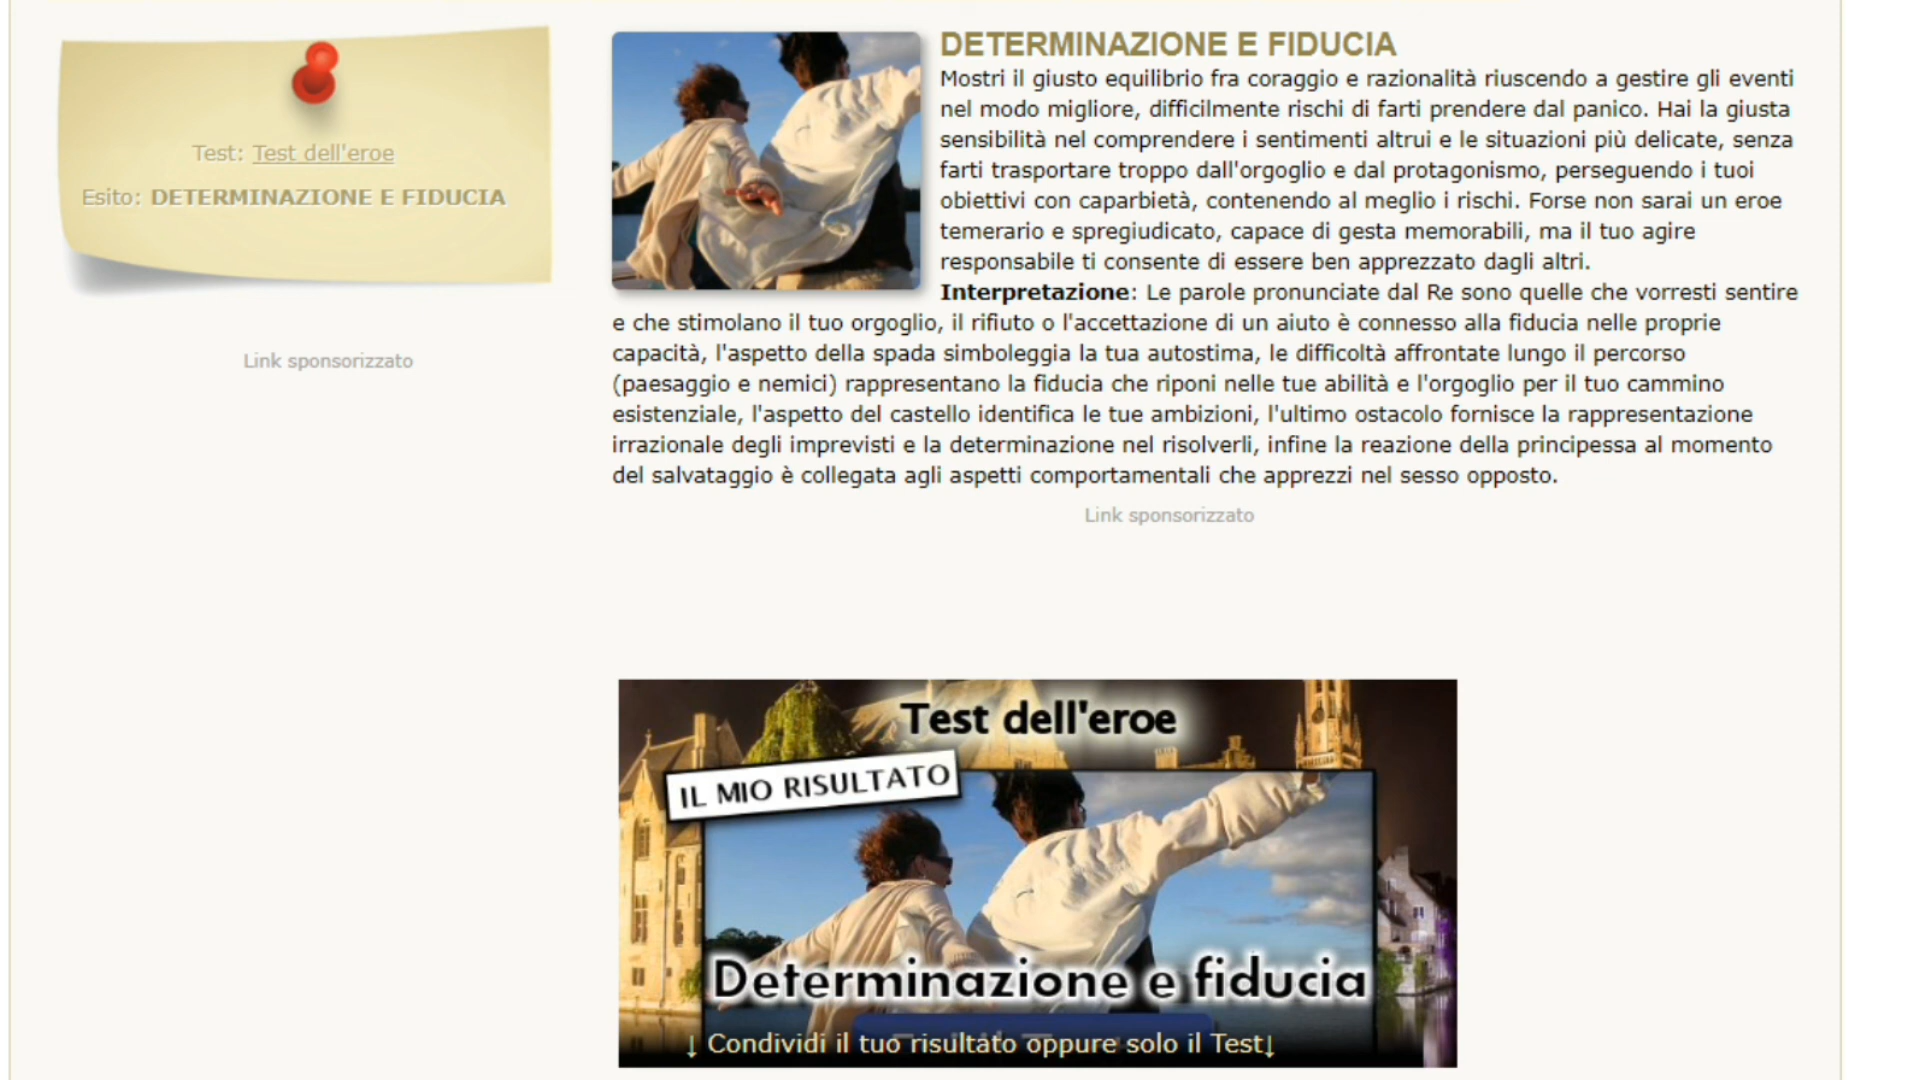 Test: Test dell'eroe
Esito: DETERMINAZIONE E FIDUCIA
Link sponsorizzato
DETERMINAZIONE E FIDUCIA
Mostri il giusto equilibrio fra coraggio e razionalità riuscendo a gestire gli eventi
nel modo migliore, difficilmente rischi di farti prendere dal panico. Hai la giusta
sensibilità nel comprendere i sentimenti altrui e le situazioni più delicate, senza
farti trasportare troppo dall'orgoglio e dal protagonismo, perseguendo i tuoi
obiettivi con caparbietà, contenendo al meglio i rischi. Forse non sarai un eroe
temerario e spregiudicato, capace di gesta memorabili, ma il tuo agire
responsabile ti consente di essere ben apprezzato dagli altri.
Interpretazione: Le parole pronunciate dal Re sono quelle che vorresti sentire
e che stimolano il tuo orgoglio, il rifiuto o l'accettazione di un aiuto è connesso alla fiducia nelle proprie
capacità, l'aspetto della spada simboleggia la tua autostima, le difficoltà affrontate lungo il percorso
(paesaggio e nemici) rappresentano la fiducia che riponi nelle tue abilità e l'orgoglio per il tuo cammino
esistenziale, l'aspetto del castello identifica le tue ambizioni, l'ultimo ostacolo fornisce la rappresentazione
irrazionale degli imprevisti e la determinazione nel risolverli, infine la reazione della principessa al momento
del salvataggio è collegata agli aspetti comportamentali che apprezzi nel sesso opposto.
Link sponsorizzato
Test dell'eroe
IL MIO RISULTATO
Determinazione e fiducia
↓ Condividi il tuo risultato oppure solo il Test↓